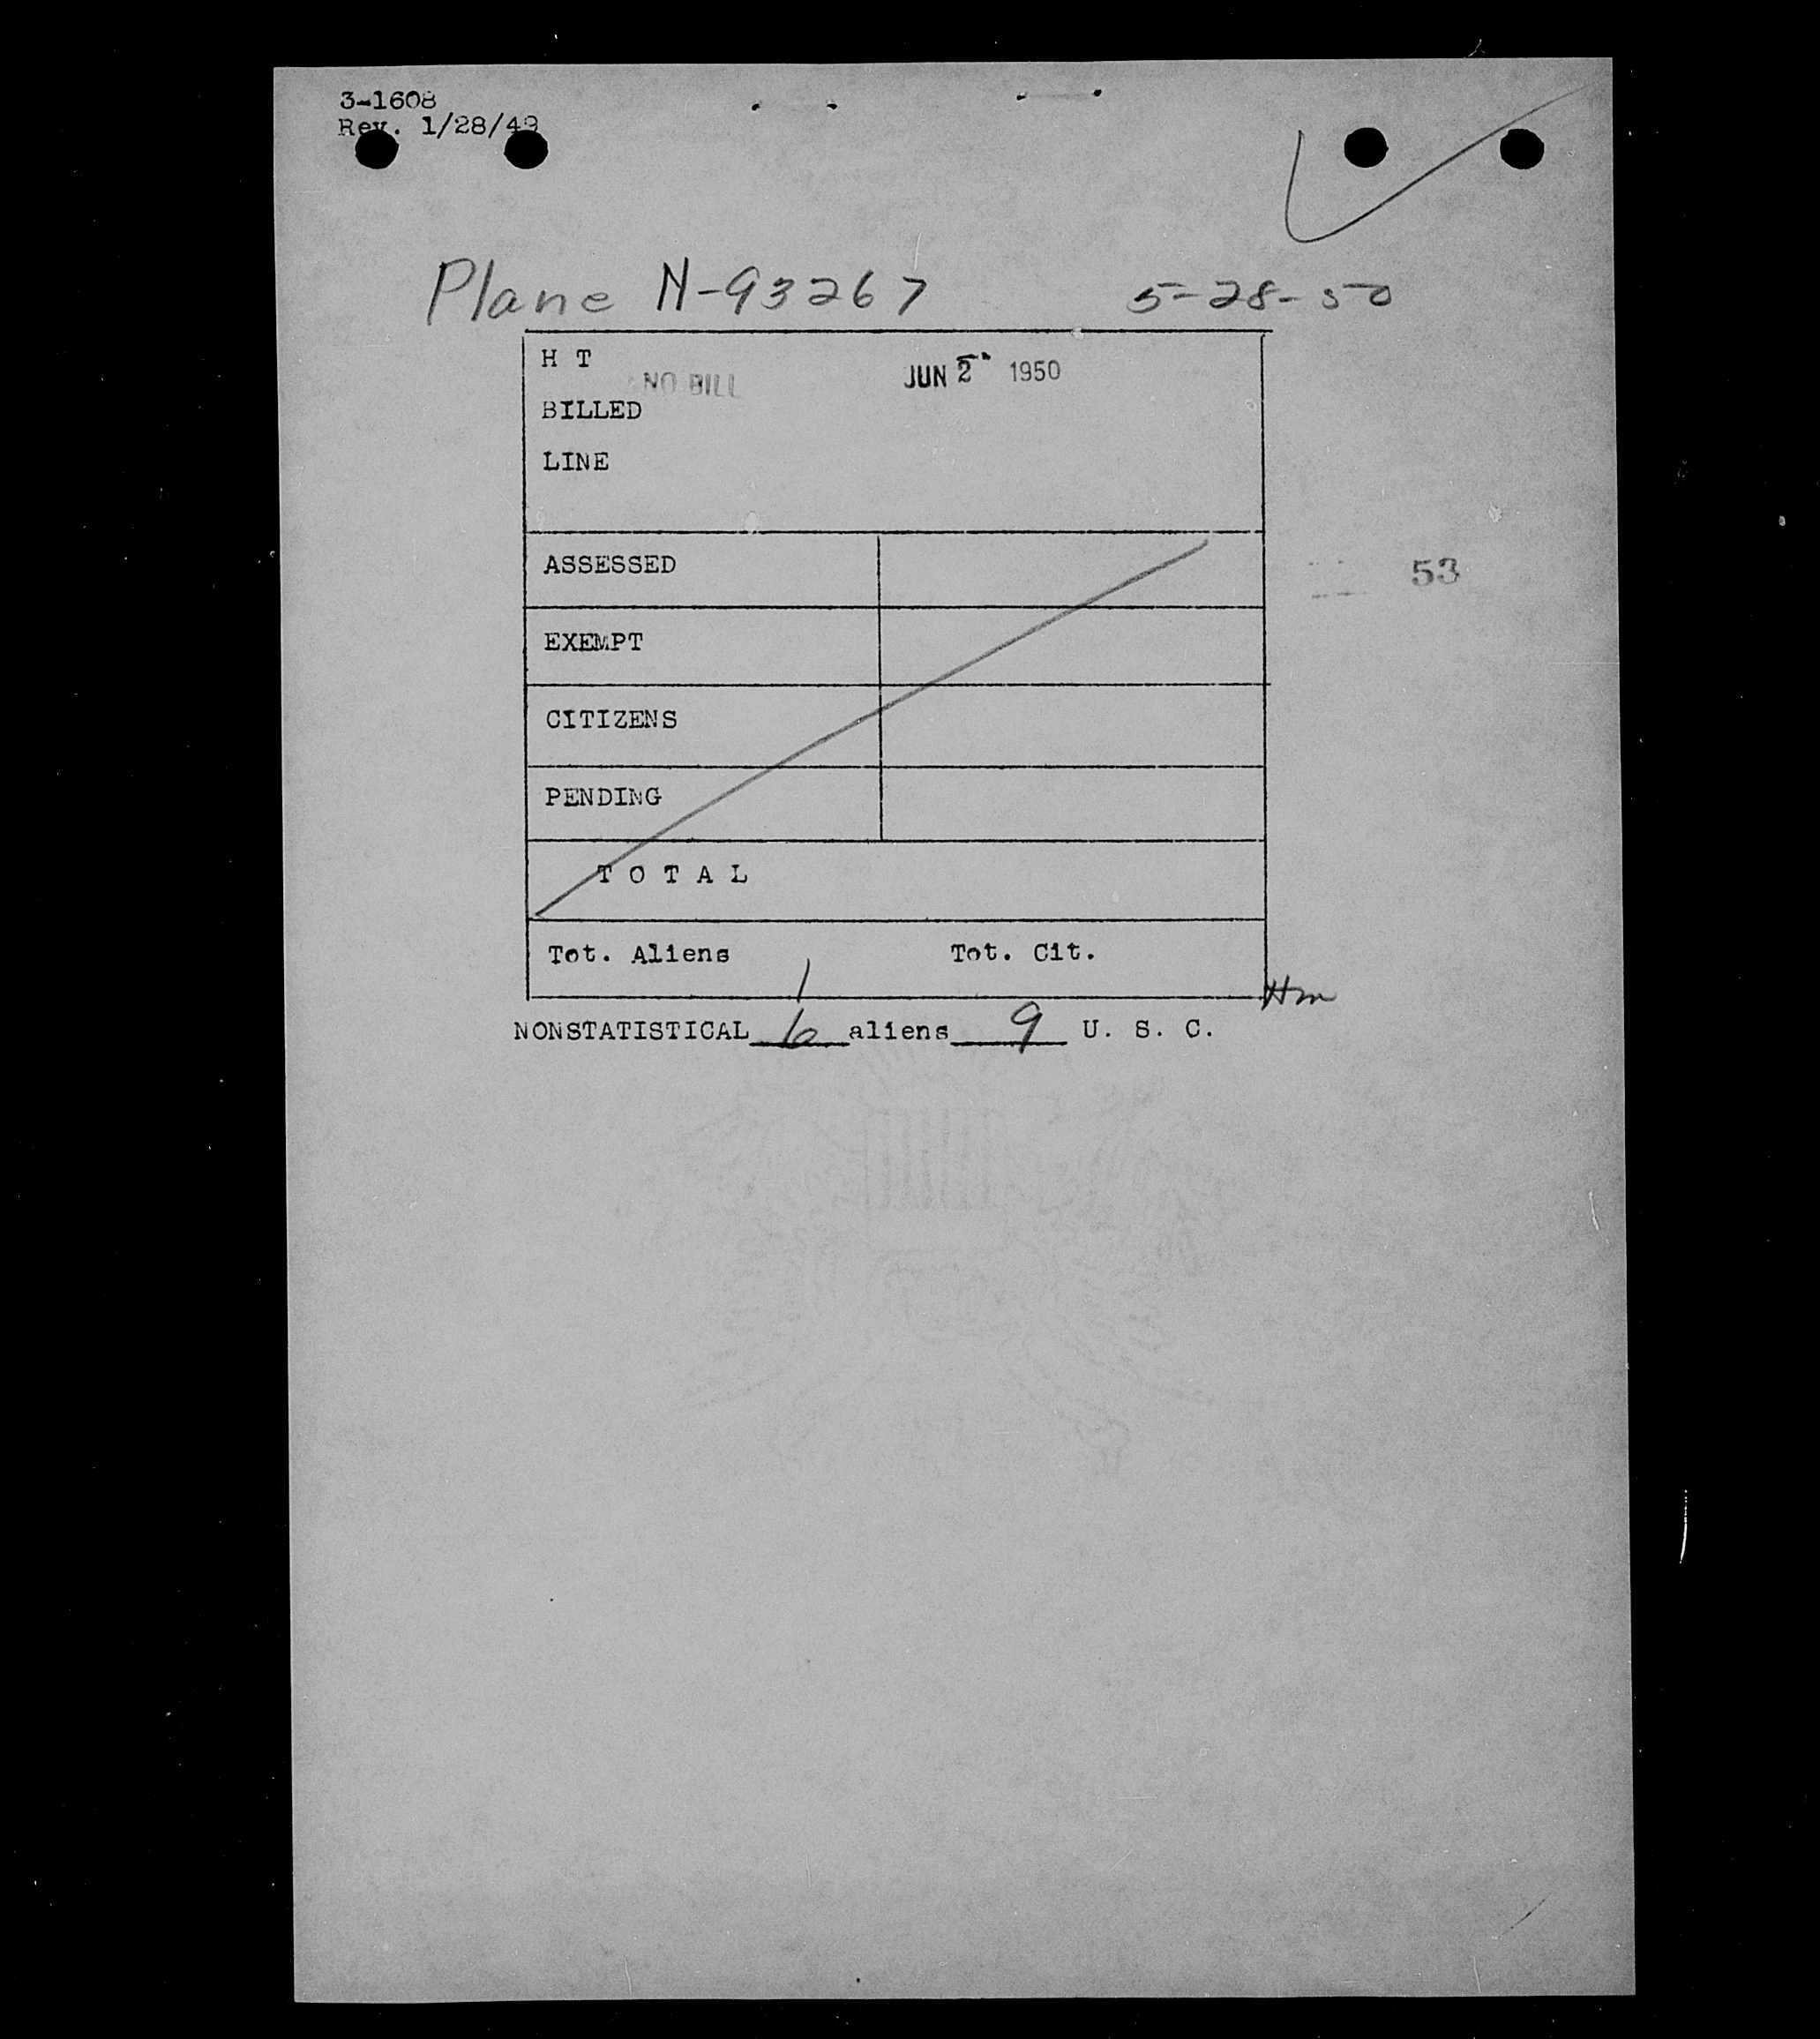 3-1608
Rev. 1/28/49
Plane N-93267 5-28-50
H T
NO BILL JUN 2 1950
BILLED
LINE
ASSESSED
53
EXEMPT
CITIZENS
PENDING
T O T A L
Tot. Aliens 1 Tot. Cit.
Hm
NONSTATISTICAL 6 aliens 9 U. S. C.